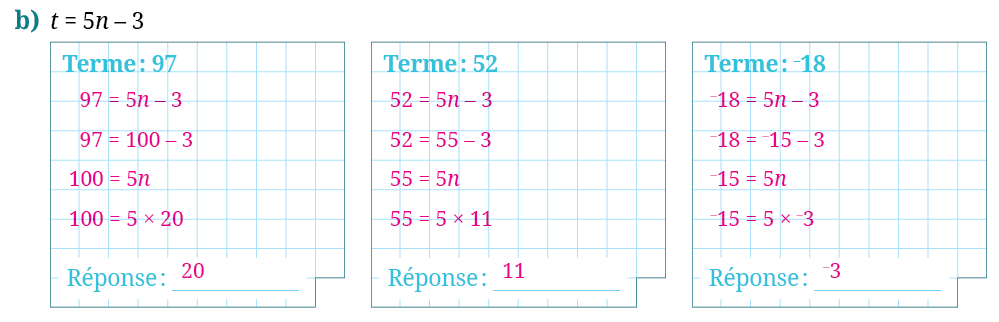 b) t = 5n – 3
Terme : 97
97 = 5n – 3
97 = 100 – 3
100 = 5n
100 = 5 × 20
Réponse : 20
Terme : 52
52 = 5n – 3
52 = 55 – 3
55 = 5n
55 = 5 × 11
Réponse : 11
Terme : ⁻18
⁻18 = 5n – 3
⁻18 = ⁻15 – 3
⁻15 = 5n
⁻15 = 5 × ⁻3
Réponse : ⁻3